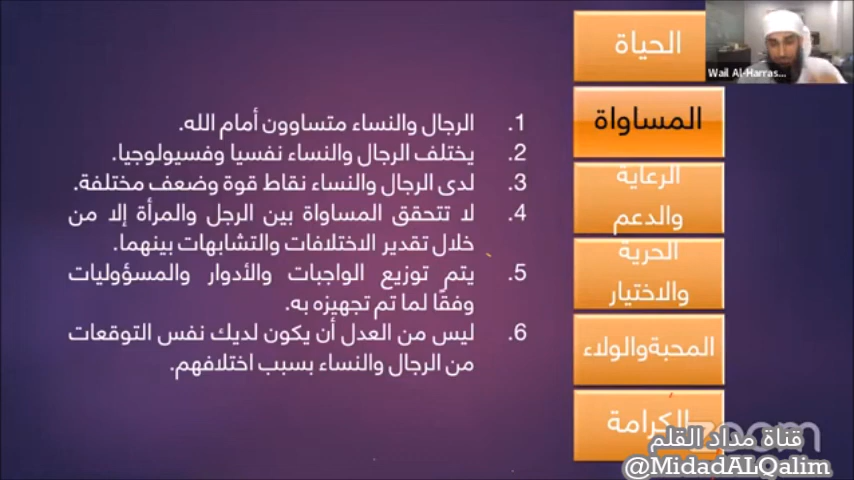 الحياة
Wail Al-Harras...
المساواة
الرعاية
والدعم
الحرية
والاختيار
المحبةوالولاء
الكرامة
1. الرجال والنساء متساوون أمام الله.
2. يختلف الرجال والنساء نفسيا وفسيولوجيا.
3. لدى الرجال والنساء نقاط قوة وضعف مختلفة.
4. لا تتحقق المساواة بين الرجل والمرأة إلا من
خلال تقدير الاختلافات والتشابهات بينهما.
5. يتم توزيع الواجبات والأدوار والمسؤوليات
وفقًا لما تم تجهيزه به.
6. ليس من العدل أن يكون لديك نفس التوقعات
من الرجال والنساء بسبب اختلافهم.
zoom
قناة مداد القلم
@MidadALQalim